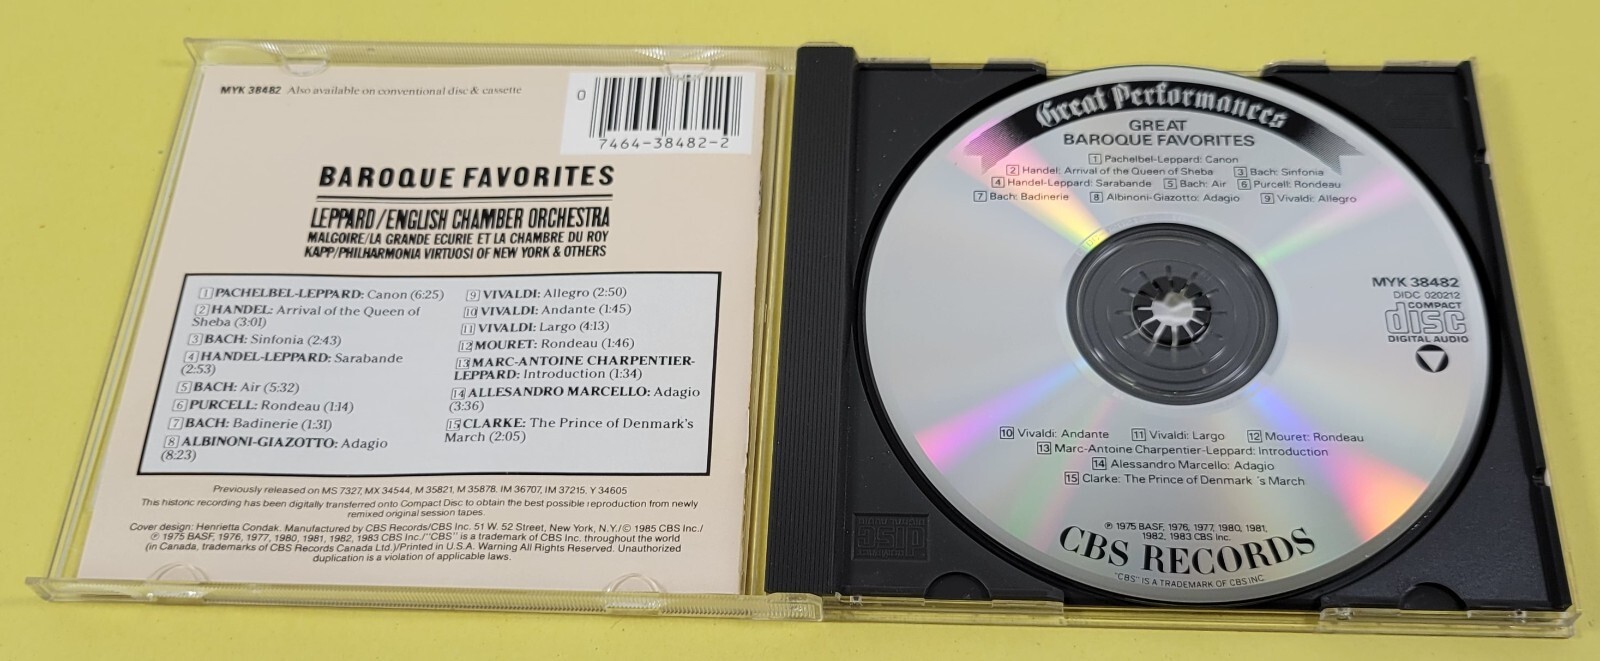 MYK 38482 Also available on conventional disc & cassette
0
7464-38482-2
BAROQUE FAVORITES
LEPPARD/ENGLISH CHAMBER ORCHESTRA
MALGOIRE/LA GRANDE ECURIE ET LA CHAMBRE DU ROY
KAPP/PHILHARMONIA VIRTUOSI OF NEW YORK & OTHERS
1 PACHELBEL-LEPPARD: Canon (6:25)
2 HANDEL: Arrival of the Queen of
Sheba (3:01)
3 BACH: Sinfonia (2:43)
4 HANDEL-LEPPARD: Sarabande
(2:53)
5 BACH: Air (5:32)
6 PURCELL: Rondeau (1:14)
7 BACH: Badinerie (1:31)
8 ALBINONI-GIAZOTTO: Adagio
(8:23)
9 VIVALDI: Allegro (2:50)
10 VIVALDI: Andante (1:45)
11 VIVALDI: Largo (4:13)
12 MOURET: Rondeau (1:46)
13 MARC-ANTOINE CHARPENTIER-
LEPPARD: Introduction (1:34)
14 ALLESANDRO MARCELLO: Adagio
(3:36)
15 CLARKE: The Prince of Denmark's
March (2:05)
Previously released on MS 7327, MX 34544, M 35821, M 35878, IM 36707, IM 37215, Y 34605
This historic recording has been digitally transferred onto Compact Disc to obtain the best possible reproduction from newly
remixed original session tapes.
Cover design: Henrietta Condak. Manufactured by CBS Records/CBS Inc. 51 W. 52 Street, New York, N.Y./© 1985 CBS Inc./
℗ 1975 BASF, 1976, 1977, 1980, 1981, 1982, 1983 CBS Inc./"CBS" is a trademark of CBS Inc. throughout the world
(in Canada, trademarks of CBS Records Canada Ltd.)/Printed in U.S.A. Warning All Rights Reserved. Unauthorized
duplication is a violation of applicable laws.
Great Performances
GREAT
BAROQUE FAVORITES
1 Pachelbel-Leppard: Canon
2 Handel: Arrival of the Queen of Sheba 3 Bach: Sinfonia
4 Handel-Leppard: Sarabande 5 Bach: Air 6 Purcell: Rondeau
7 Bach: Badinerie 8 Albinoni-Giazotto: Adagio 9 Vivaldi: Allegro
MYK 38482
DIDC 020212
COMPACT
disc
DIGITAL AUDIO
10 Vivaldi: Andante 11 Vivaldi: Largo 12 Mouret: Rondeau
13 Marc-Antoine Charpentier-Leppard: Introduction
14 Alessandro Marcello: Adagio
15 Clarke: The Prince of Denmark 's March
℗ 1975 BASF, 1976, 1977, 1980, 1981,
1982, 1983 CBS Inc.
CBS RECORDS
"CBS" IS A TRADEMARK OF CBS INC
disc